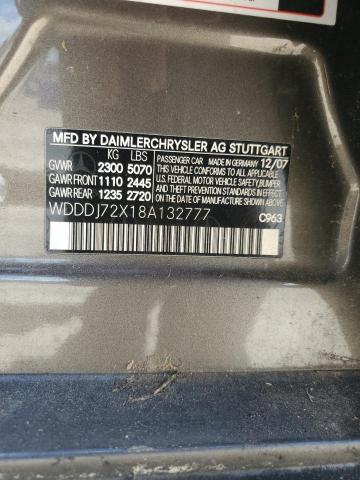 MFD BY DAIMLERCHRYSLER AG STUTTGART
KG LBS
PASSENGER CAR MADE IN GERMANY 12/07
GVWR 2300 5070
GAWR FRONT 1110 2445
GAWR REAR 1235 2720
THIS VEHICLE CONFORMS TO ALL APPLICABLE
U.S. FEDERAL MOTOR VEHICLE SAFETY, BUMPER,
AND THEFT PREVENTION STANDARDS IN EFFECT
ON THE DATE OF MANUFACTURE SHOWN ABOVE.
WDDDJ72X18A132777
C963